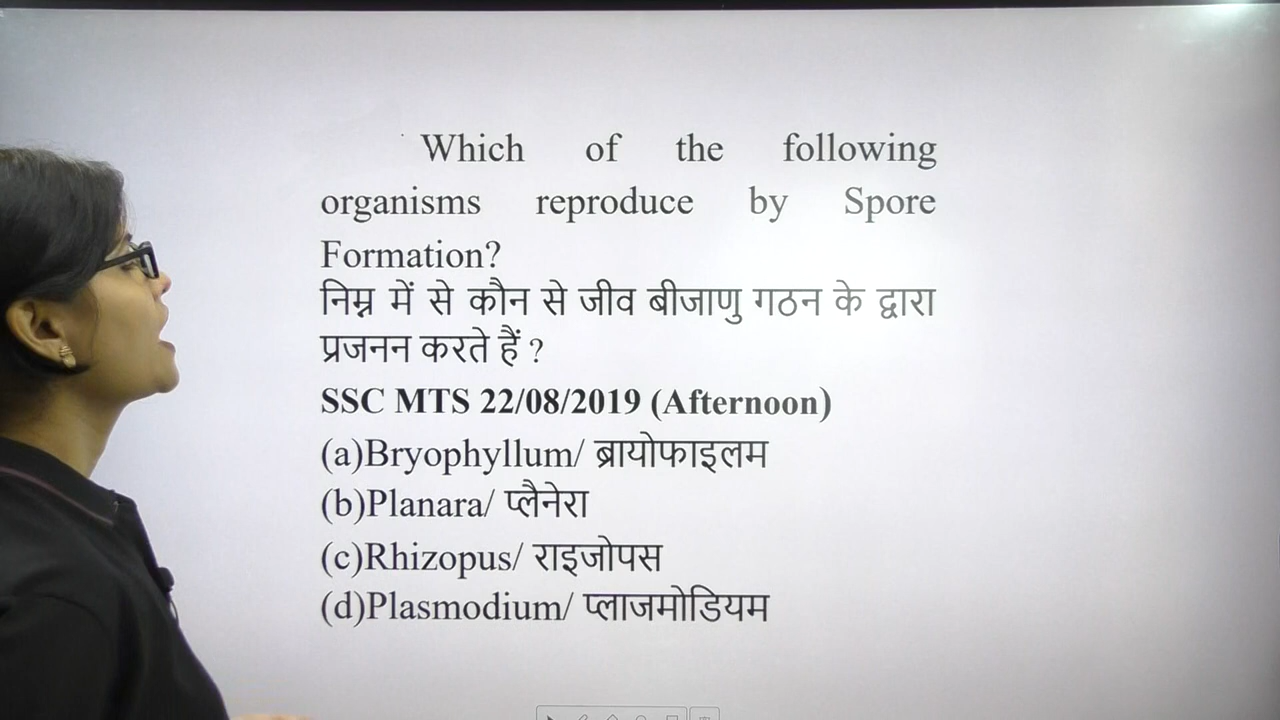 Which of the following
organisms reproduce by Spore
Formation?
निम्न में से कौन से जीव बीजाणु गठन के द्वारा
प्रजनन करते हैं ?
SSC MTS 22/08/2019 (Afternoon)
(a)Bryophyllum/ ब्रायोफाइलम
(b)Planara/ प्लैनेरा
(c)Rhizopus/ राइजोपस
(d)Plasmodium/ प्लाजमोडियम